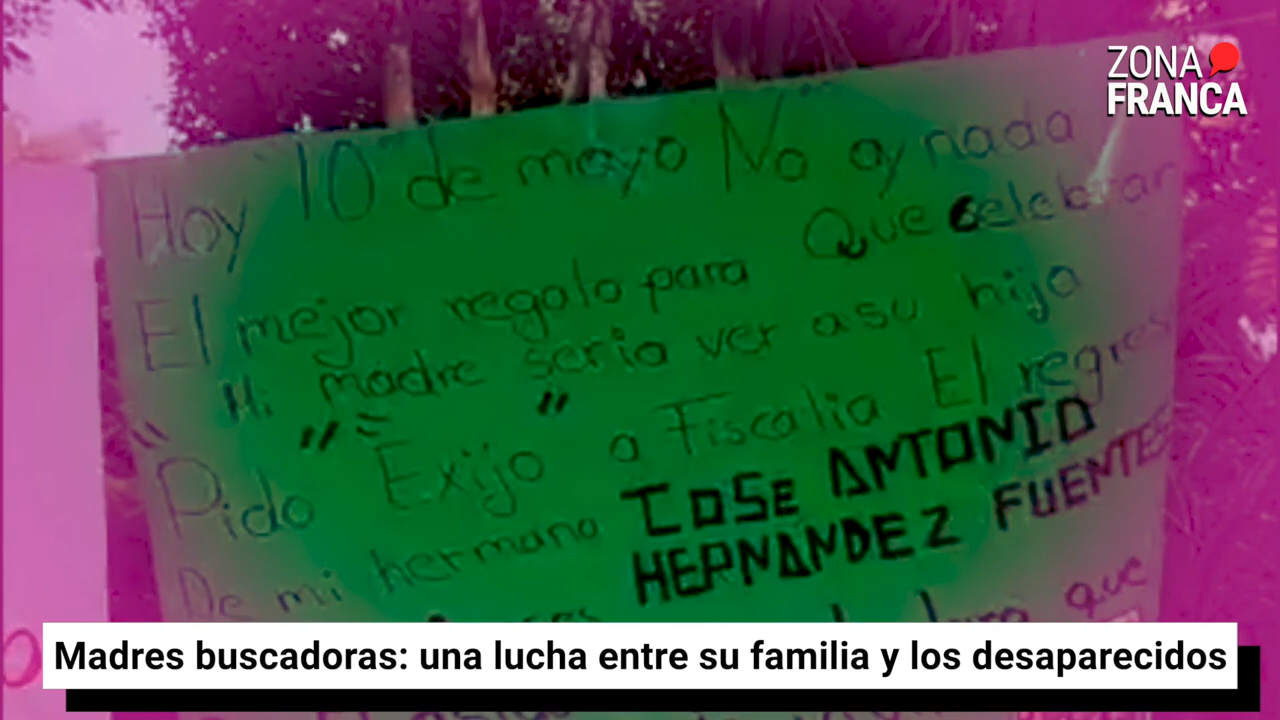 ZONA
FRANCA
Hoy 10 de mayo No ay nada
Que celebrar
El mejor regalo para
Mi madre seria ver a su hijo
" " = "
Pido Exijo a Fiscalia El regres
De mi hermano JOSE ANTONIO
HERNANDEZ FUENTES
que
Madres buscadoras: una lucha entre su familia y los desaparecidos